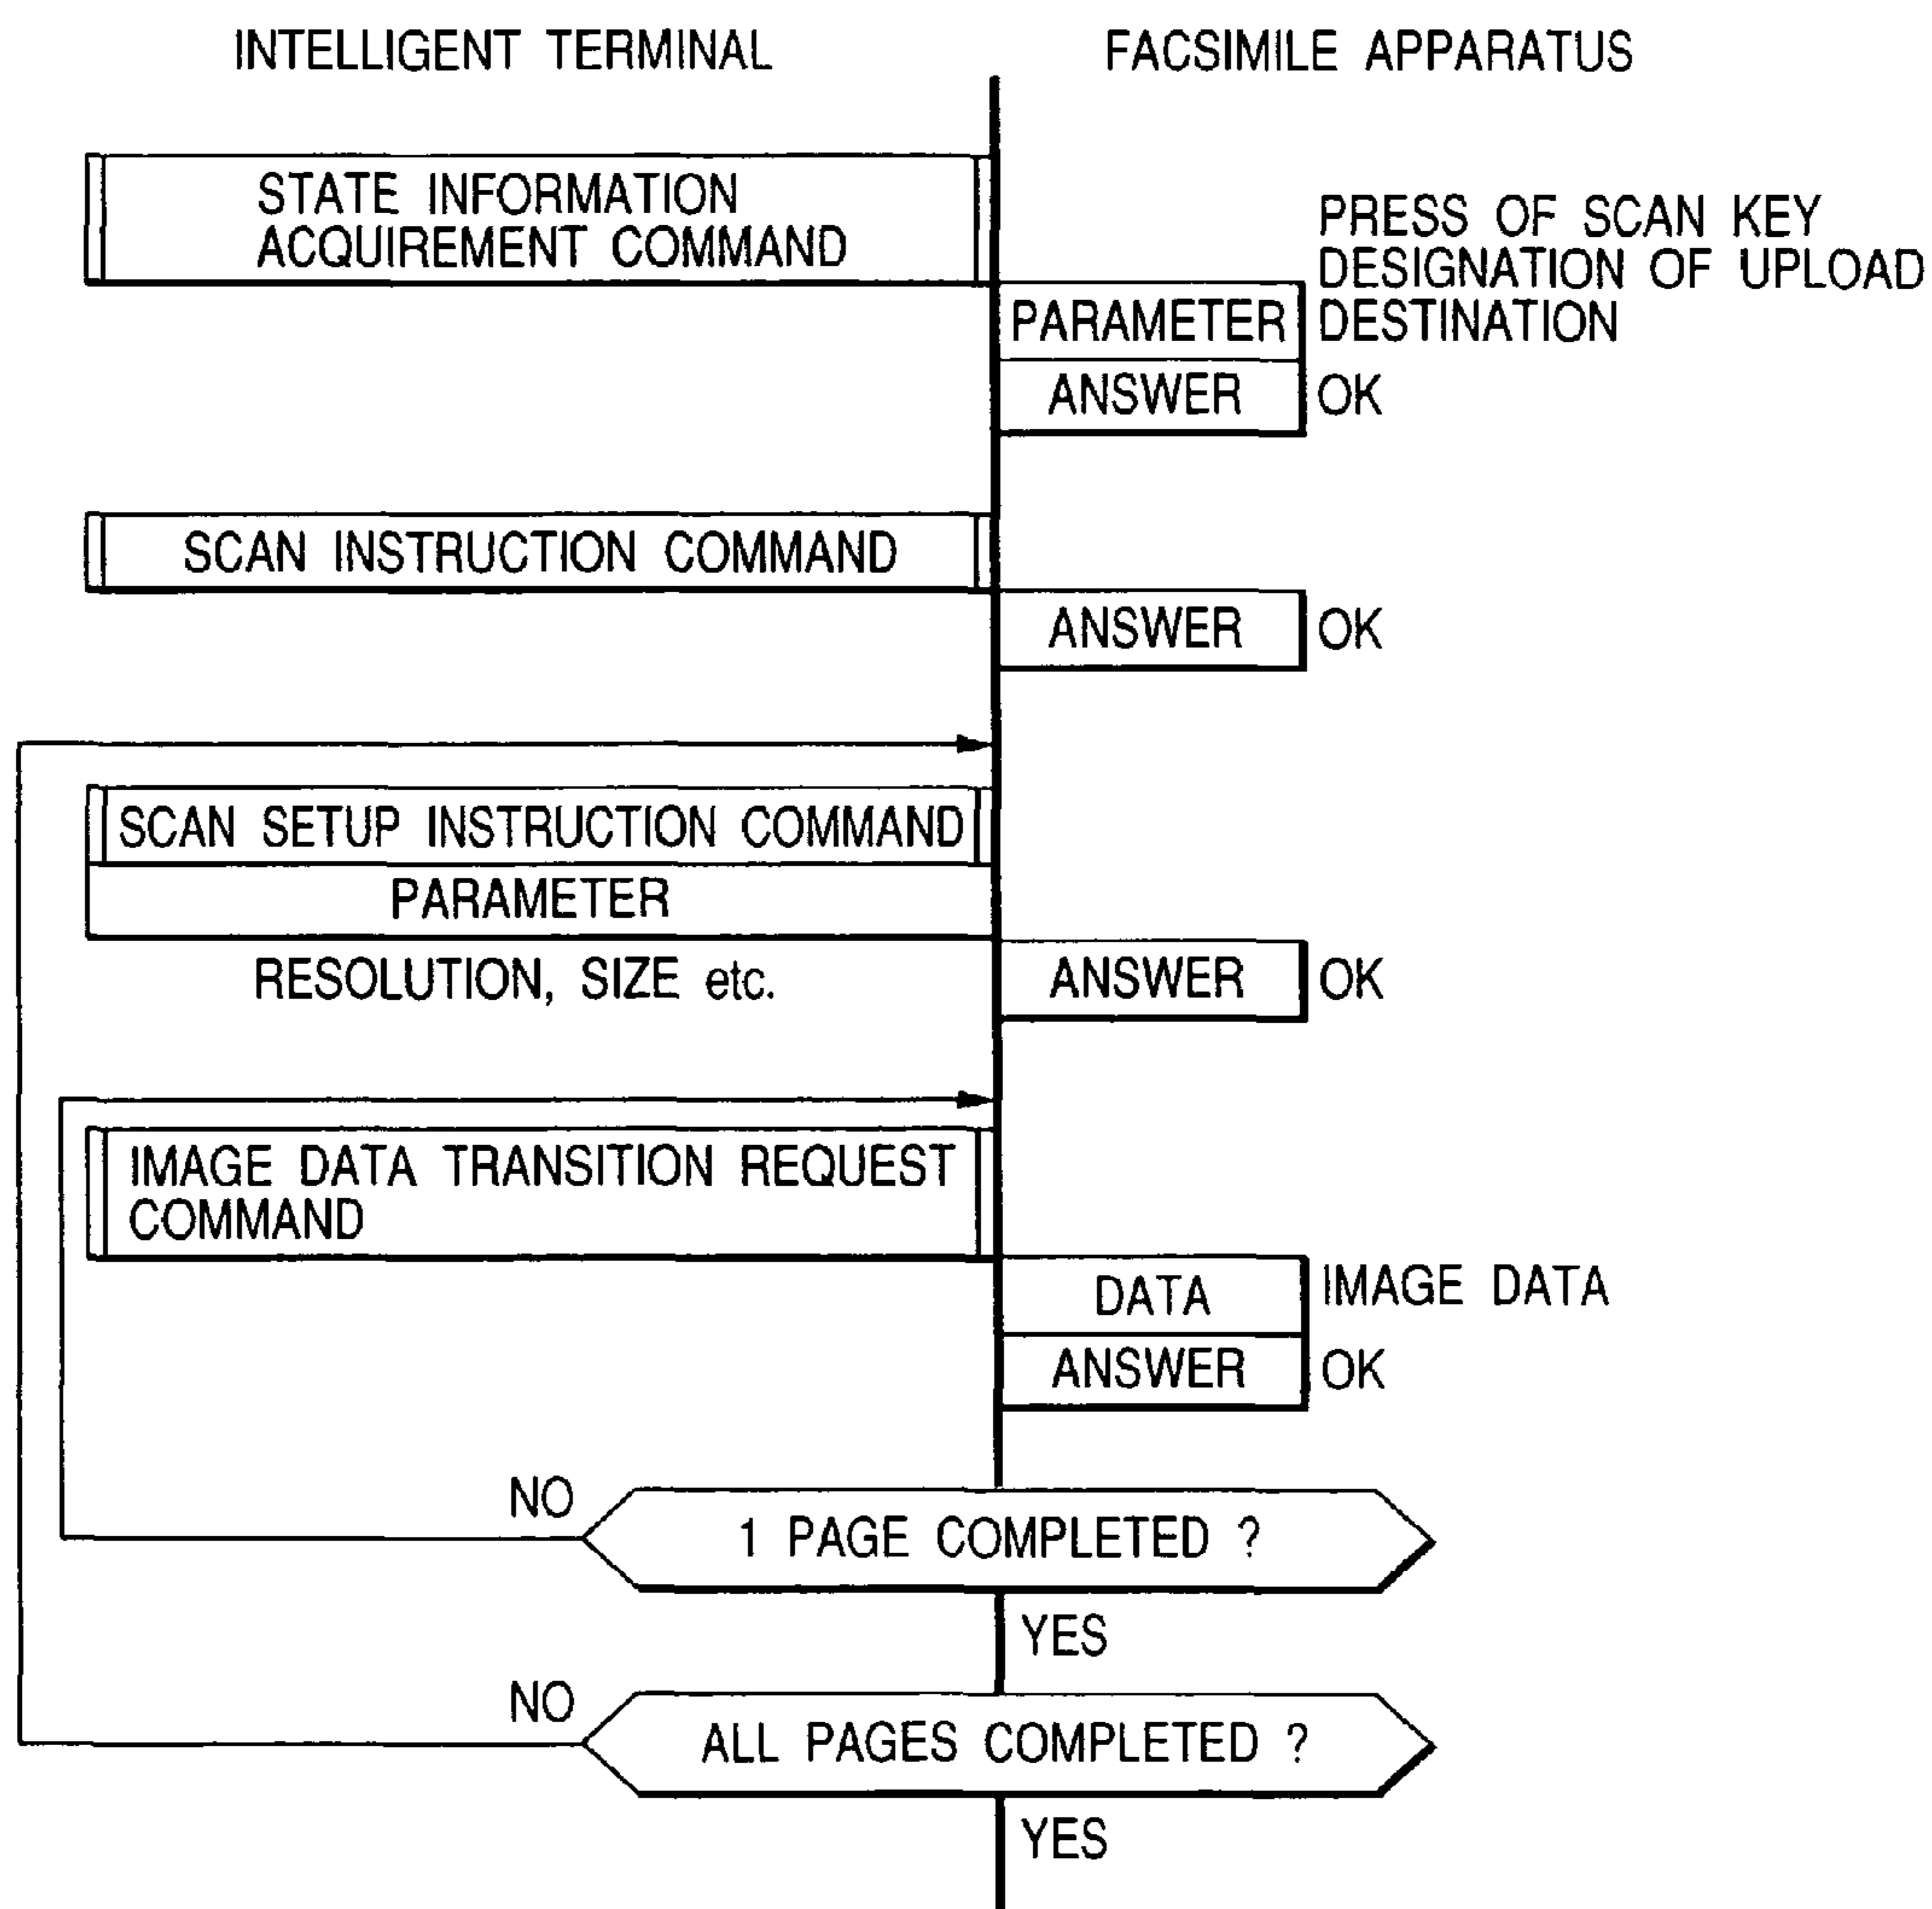 INTELLIGENT TERMINAL
FACSIMILE APPARATUS
STATE INFORMATION
ACQUIREMENT COMMAND
PRESS OF SCAN KEY
DESIGNATION OF UPLOAD
DESTINATION
PARAMETER
ANSWER
OK
SCAN INSTRUCTION COMMAND
ANSWER
OK
SCAN SETUP INSTRUCTION COMMAND
PARAMETER
RESOLUTION, SIZE etc.
ANSWER
OK
IMAGE DATA TRANSITION REQUEST
COMMAND
DATA
IMAGE DATA
ANSWER
OK
NO
1 PAGE COMPLETED ?
YES
NO
ALL PAGES COMPLETED ?
YES